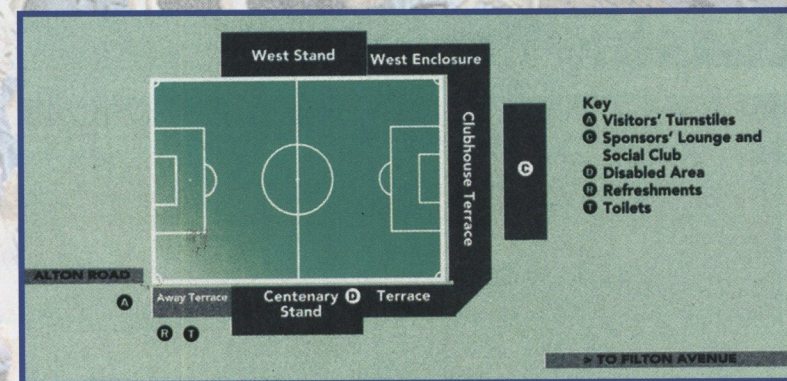 West Stand
West Enclosure
Clubhouse Terrace
C
Key
A Visitors' Turnstiles
C Sponsors' Lounge and
Social Club
D Disabled Area
R Refreshments
T Toilets
ALTON ROAD
A
Away Terrace
Centenary
Stand
D
Terrace
R T
> TO FILTON AVENUE